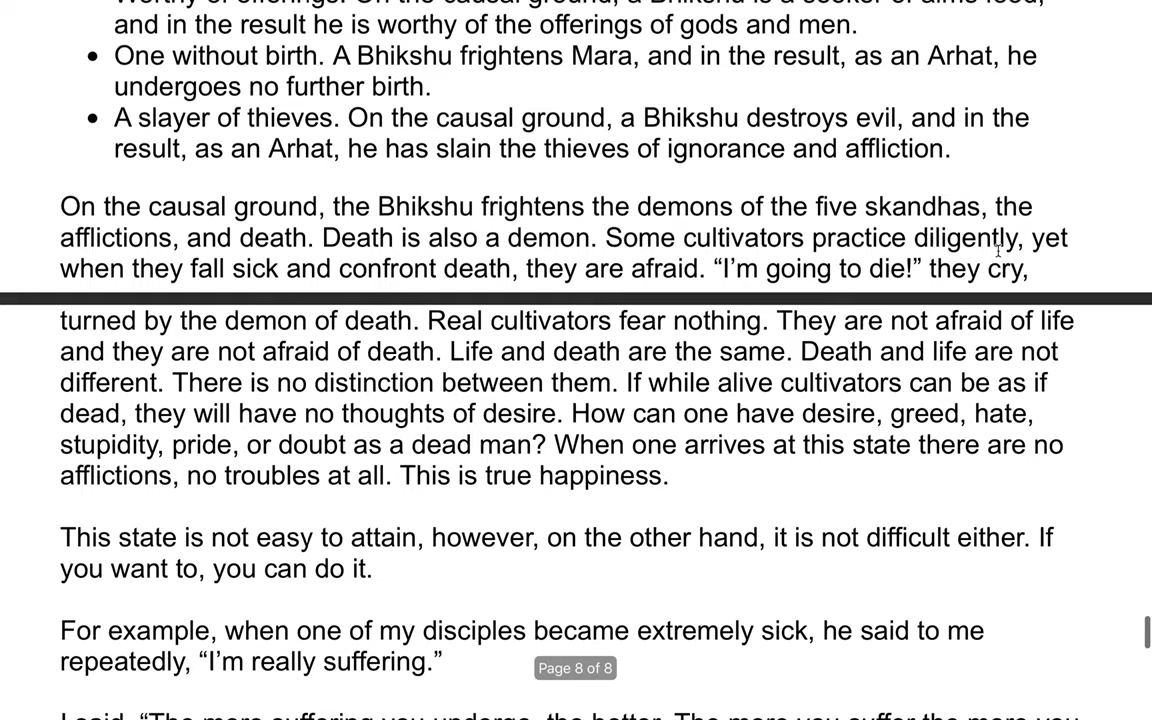 and in the result he is worthy of the offerings of gods and men.
• One without birth. A Bhikshu frightens Mara, and in the result, as an Arhat, he
undergoes no further birth.
• A slayer of thieves. On the causal ground, a Bhikshu destroys evil, and in the
result, as an Arhat, he has slain the thieves of ignorance and affliction.
On the causal ground, the Bhikshu frightens the demons of the five skandhas, the
afflictions, and death. Death is also a demon. Some cultivators practice diligently, yet
when they fall sick and confront death, they are afraid. “I’m going to die!” they cry,
turned by the demon of death. Real cultivators fear nothing. They are not afraid of life
and they are not afraid of death. Life and death are the same. Death and life are not
different. There is no distinction between them. If while alive cultivators can be as if
dead, they will have no thoughts of desire. How can one have desire, greed, hate,
stupidity, pride, or doubt as a dead man? When one arrives at this state there are no
afflictions, no troubles at all. This is true happiness.
This state is not easy to attain, however, on the other hand, it is not difficult either. If
you want to, you can do it.
For example, when one of my disciples became extremely sick, he said to me
repeatedly, “I’m really suffering.”
Page 8 of 8